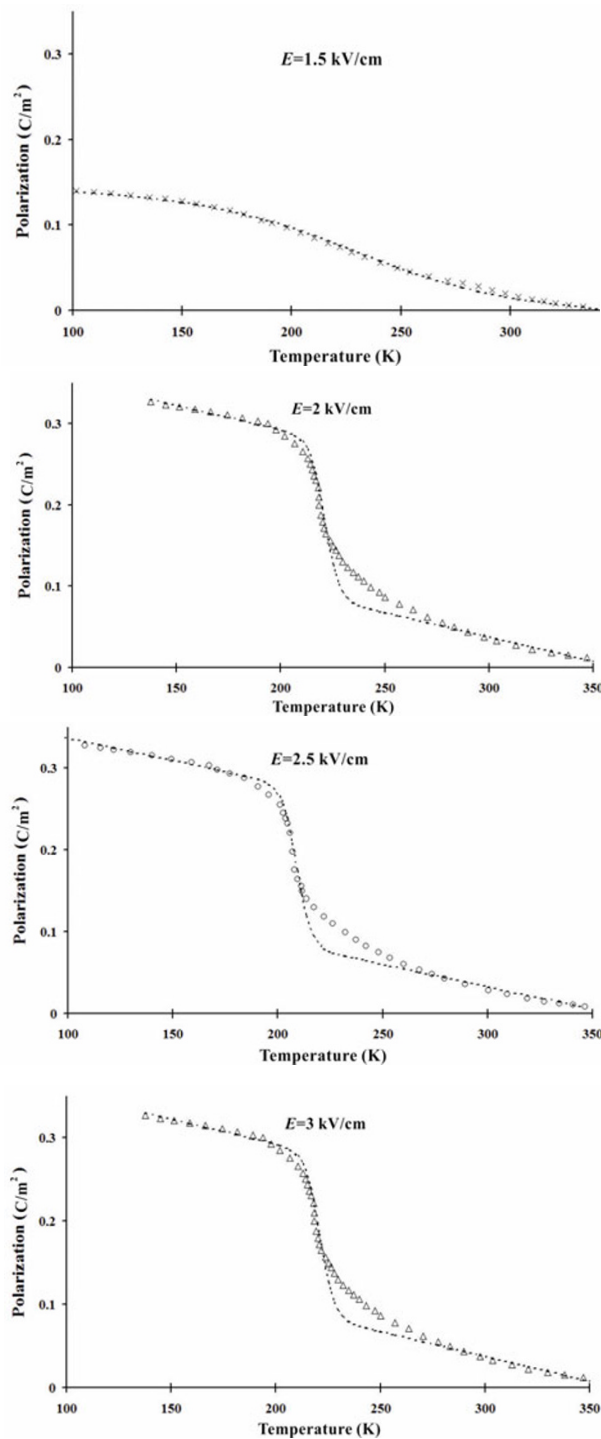 0.3
E=1.5 kV/cm
0.2
Polarization (C/m²)
0.1
0
100 150 200 250 300
Temperature (K)
0.3
E=2 kV/cm
0.2
Polarization (C/m²)
0.1
0
100 150 200 250 300 350
Temperature (K)
0.3
E=2.5 kV/cm
0.2
Polarization (C/m²)
0.1
0
100 150 200 250 300 350
Temperature (K)
0.3
E=3 kV/cm
0.2
Polarization (C/m²)
0.1
0
100 150 200 250 300 350
Temperature (K)